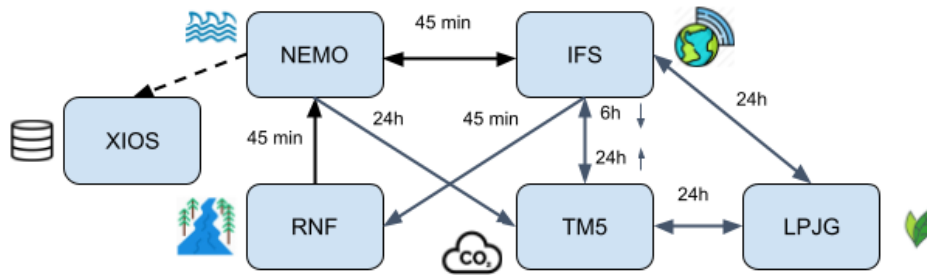 45 min
NEMO
IFS
24h
45 min
6h
24h
XIOS
45 min
24h
24h
RNF
TM5
LPJG
CO₂